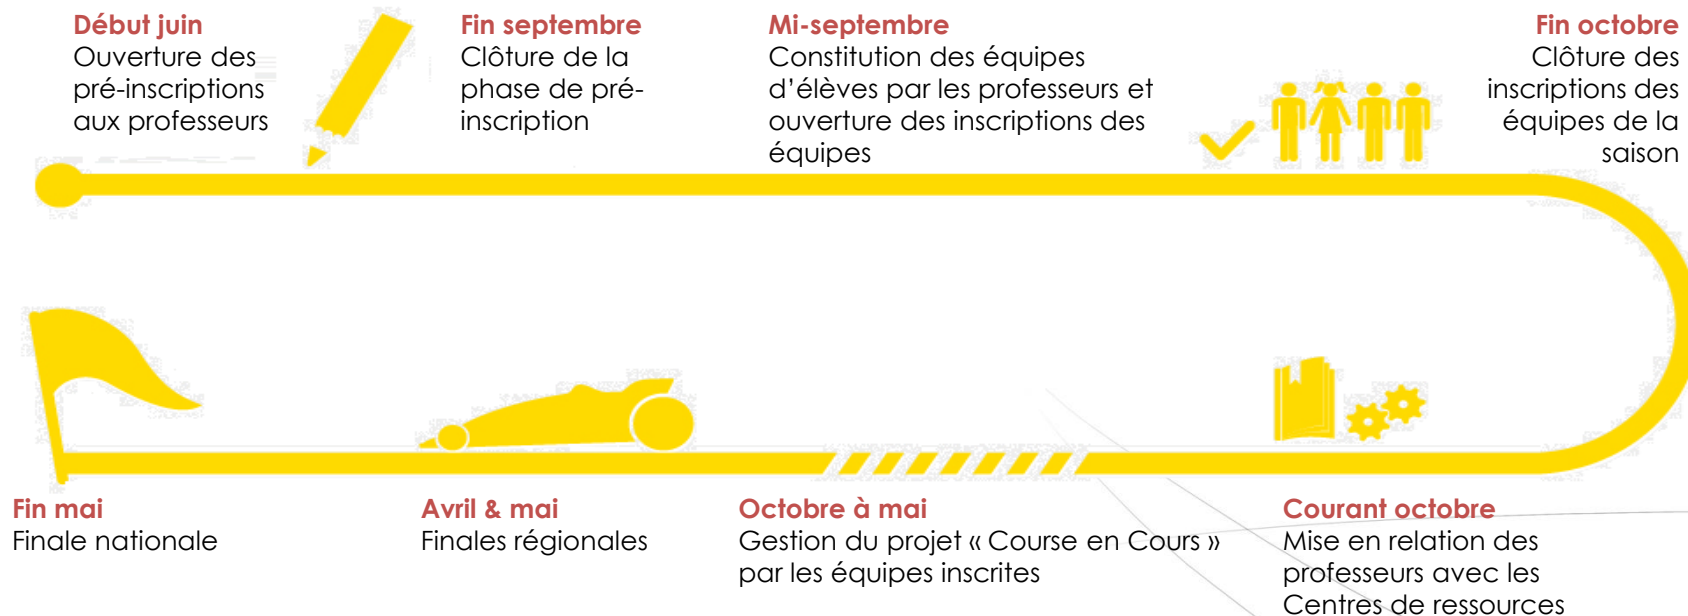 Début juin
Ouverture des
pré-inscriptions
aux professeurs
Fin septembre
Clôture de la
phase de pré-
inscription
Mi-septembre
Constitution des équipes
d’élèves par les professeurs et
ouverture des inscriptions des
équipes
Fin octobre
Clôture des
inscriptions des
équipes de la
saison
Fin mai
Finale nationale
Avril & mai
Finales régionales
Octobre à mai
Gestion du projet « Course en Cours »
par les équipes inscrites
Courant octobre
Mise en relation des
professeurs avec les
Centres de ressources